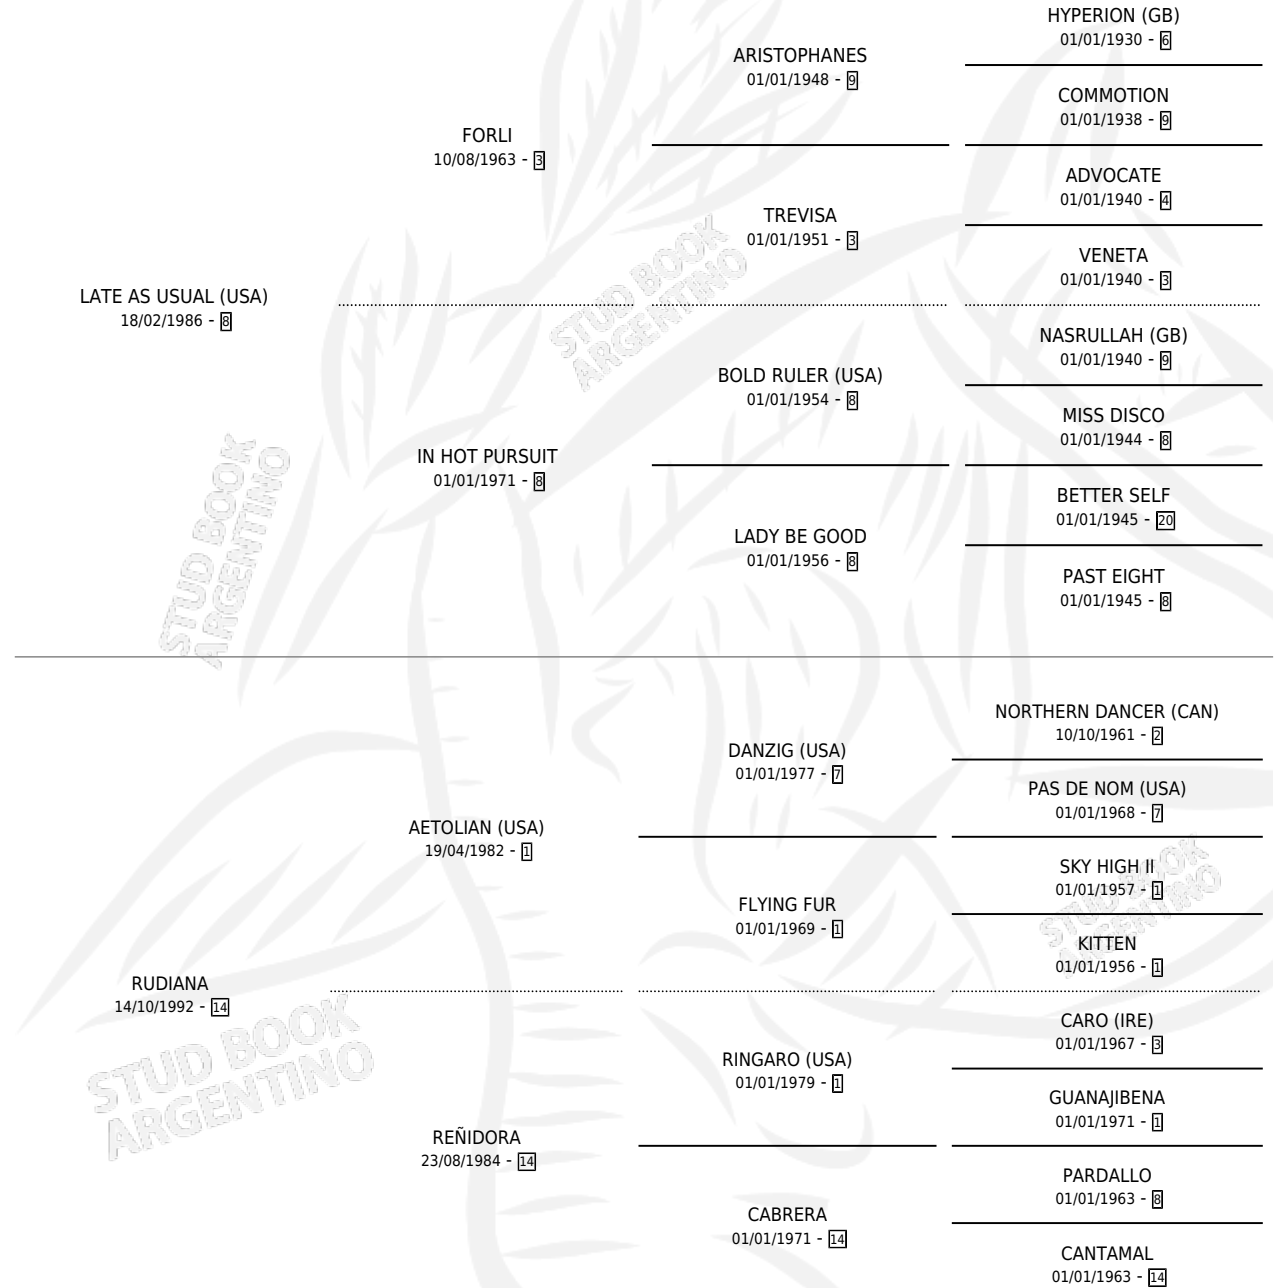 HYPERION (GB)
01/01/1930 - 6
ARISTOPHANES
01/01/1948 - 9
COMMOTION
01/01/1938 - 9
FORLI
10/08/1963 - 3
ADVOCATE
01/01/1940 - 4
TREVISA
01/01/1951 - 3
VENETA
01/01/1940 - 3
LATE AS USUAL (USA)
18/02/1986 - 8
NASRULLAH (GB)
01/01/1940 - 9
BOLD RULER (USA)
01/01/1954 - 8
MISS DISCO
01/01/1944 - 8
IN HOT PURSUIT
01/01/1971 - 8
BETTER SELF
01/01/1945 - 20
LADY BE GOOD
01/01/1956 - 8
PAST EIGHT
01/01/1945 - 8
NORTHERN DANCER (CAN)
10/10/1961 - 2
DANZIG (USA)
01/01/1977 - 7
PAS DE NOM (USA)
01/01/1968 - 7
AETOLIAN (USA)
19/04/1982 - 1
SKY HIGH II
01/01/1957 - 1
FLYING FUR
01/01/1969 - 1
KITTEN
01/01/1956 - 1
RUDIANA
14/10/1992 - 14
CARO (IRE)
01/01/1967 - 3
RINGARO (USA)
01/01/1979 - 1
GUANAJIBENA
01/01/1971 - 1
REÑIDORA
23/08/1984 - 14
PARDALLO
01/01/1963 - 8
CABRERA
01/01/1971 - 14
CANTAMAL
01/01/1963 - 14
STUD BOOK
ARGENTINO
STUD BOOK
ARGENTINO
STUD BOOK
ARGENTINO
STUD BOOK
ARGENTINO